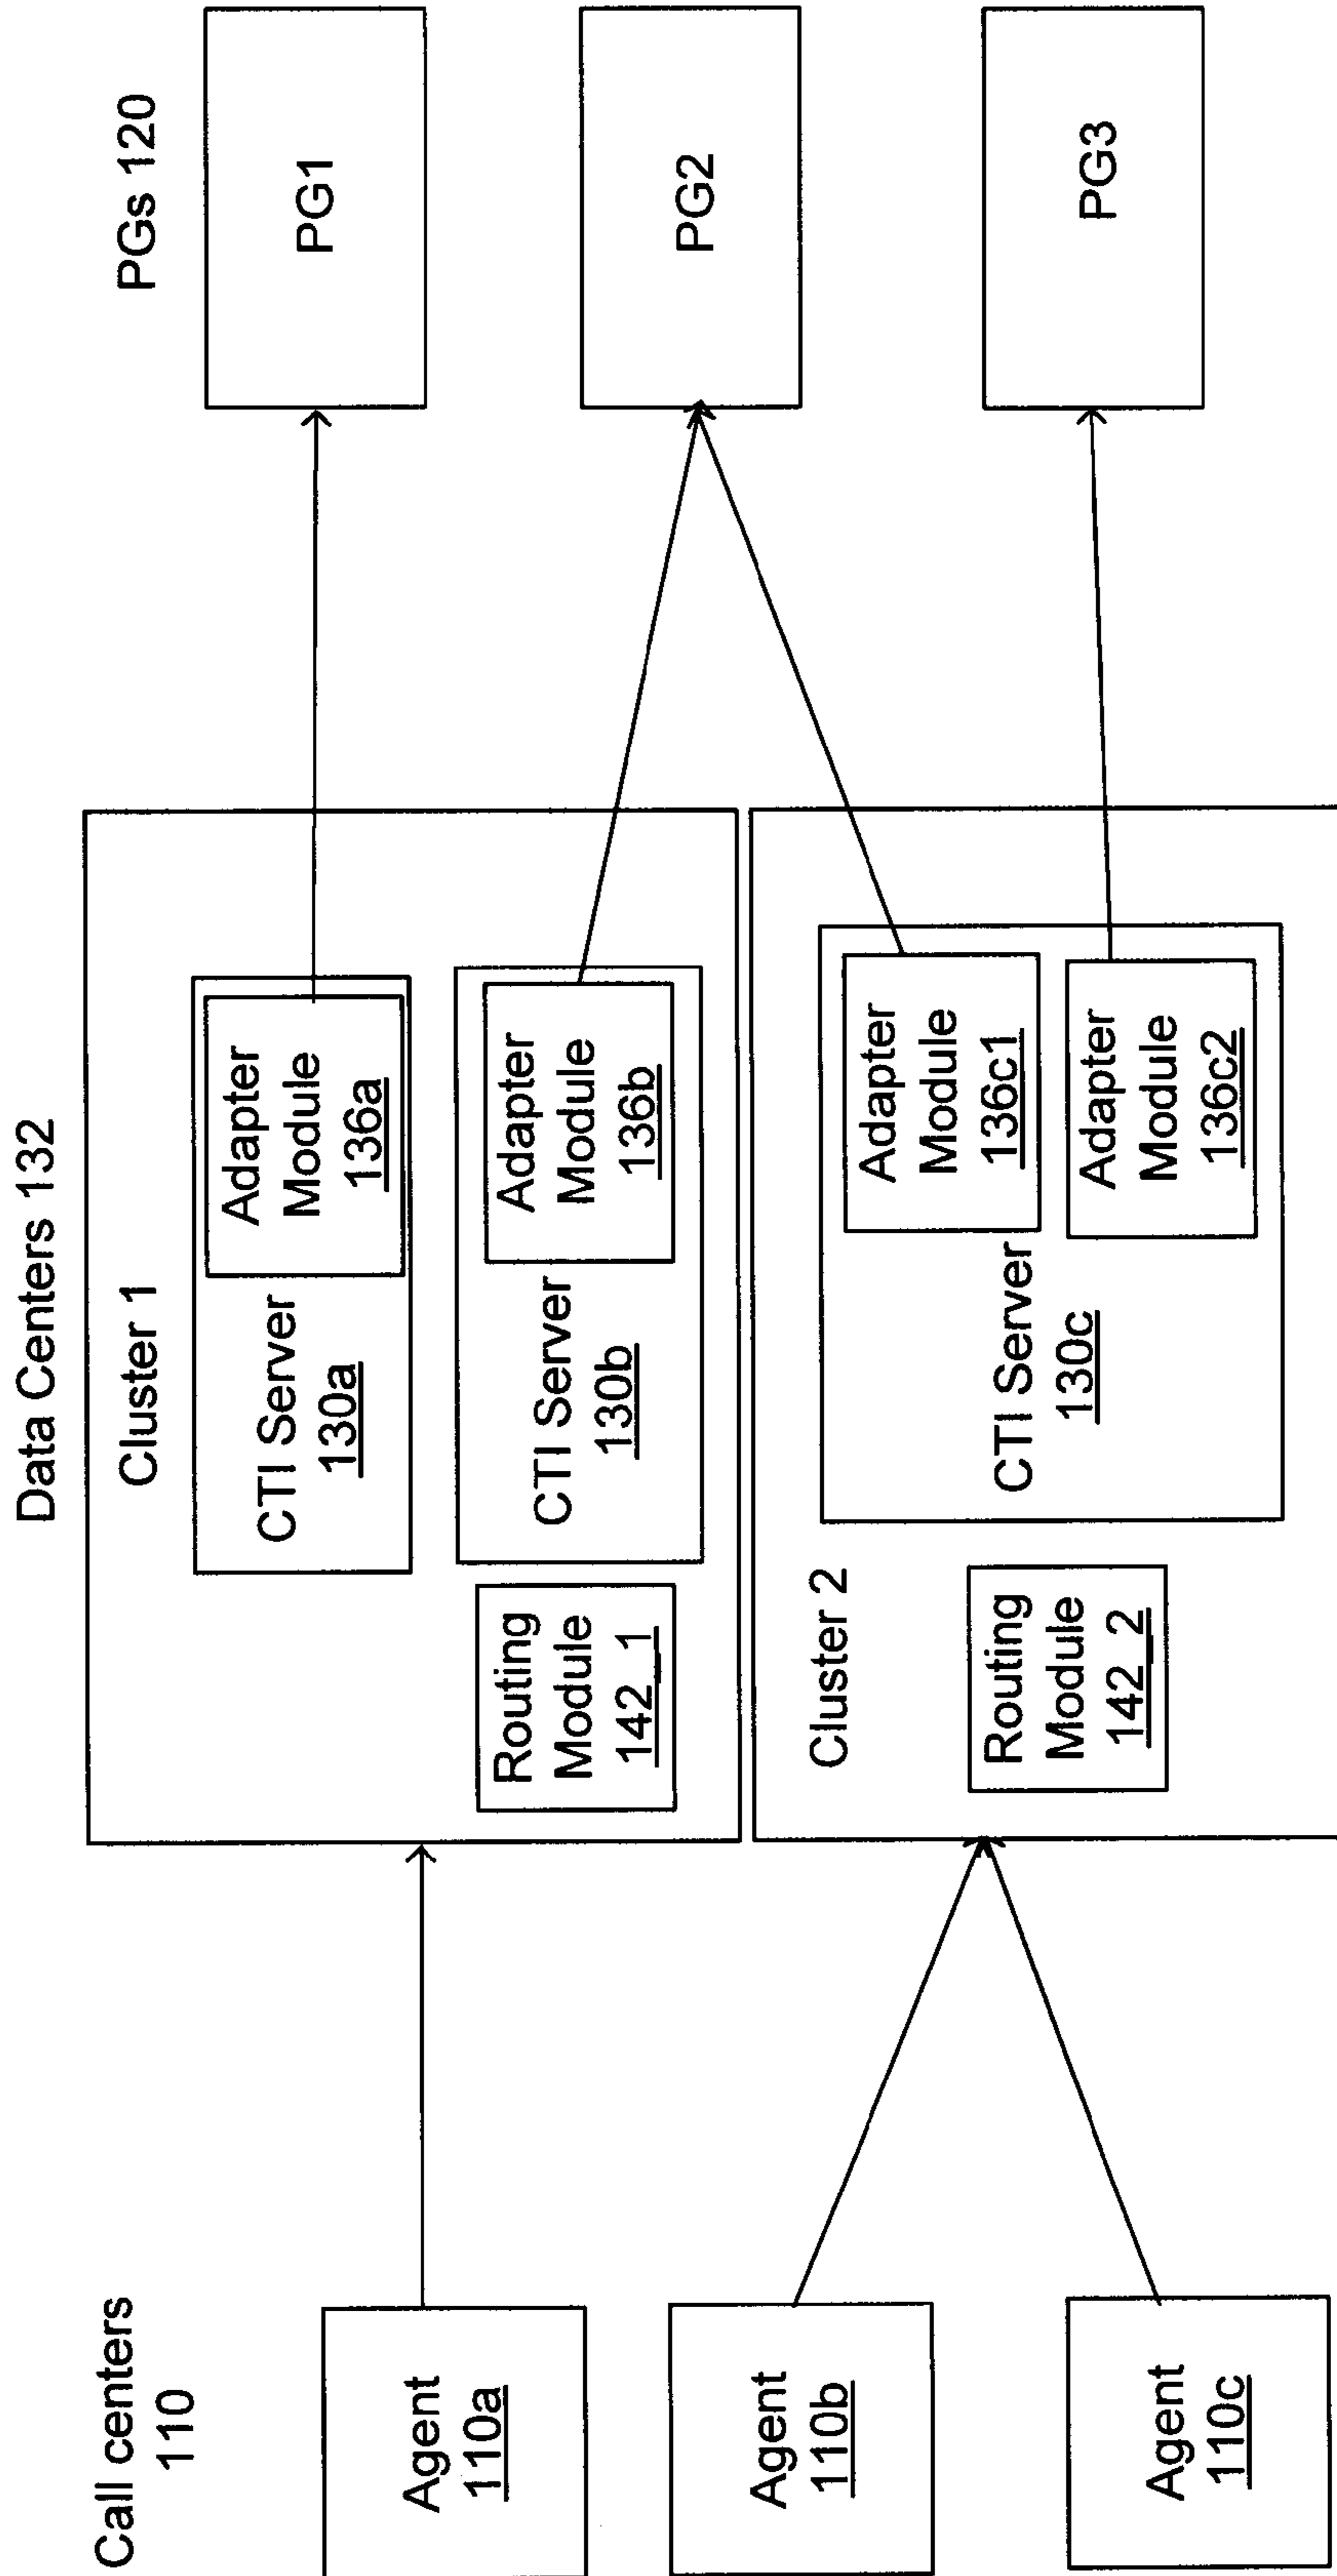 Call centers
110
Agent
110a
Agent
110b
Agent
110c
Data Centers 132
Cluster 1
CTI Server
130a
Adapter
Module
136a
CTI Server
130b
Adapter
Module
136b
Routing
Module
142_1
Cluster 2
Routing
Module
142_2
CTI Server
130c
Adapter
Module
136c1
Adapter
Module
136c2
PGs 120
PG1
PG2
PG3